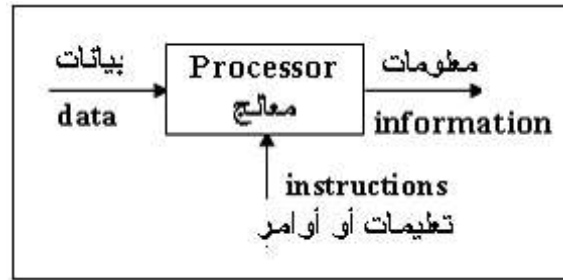 بيانات
data
Processor
معالج
معلومات
information
instructions
تعليمات أو أوامر